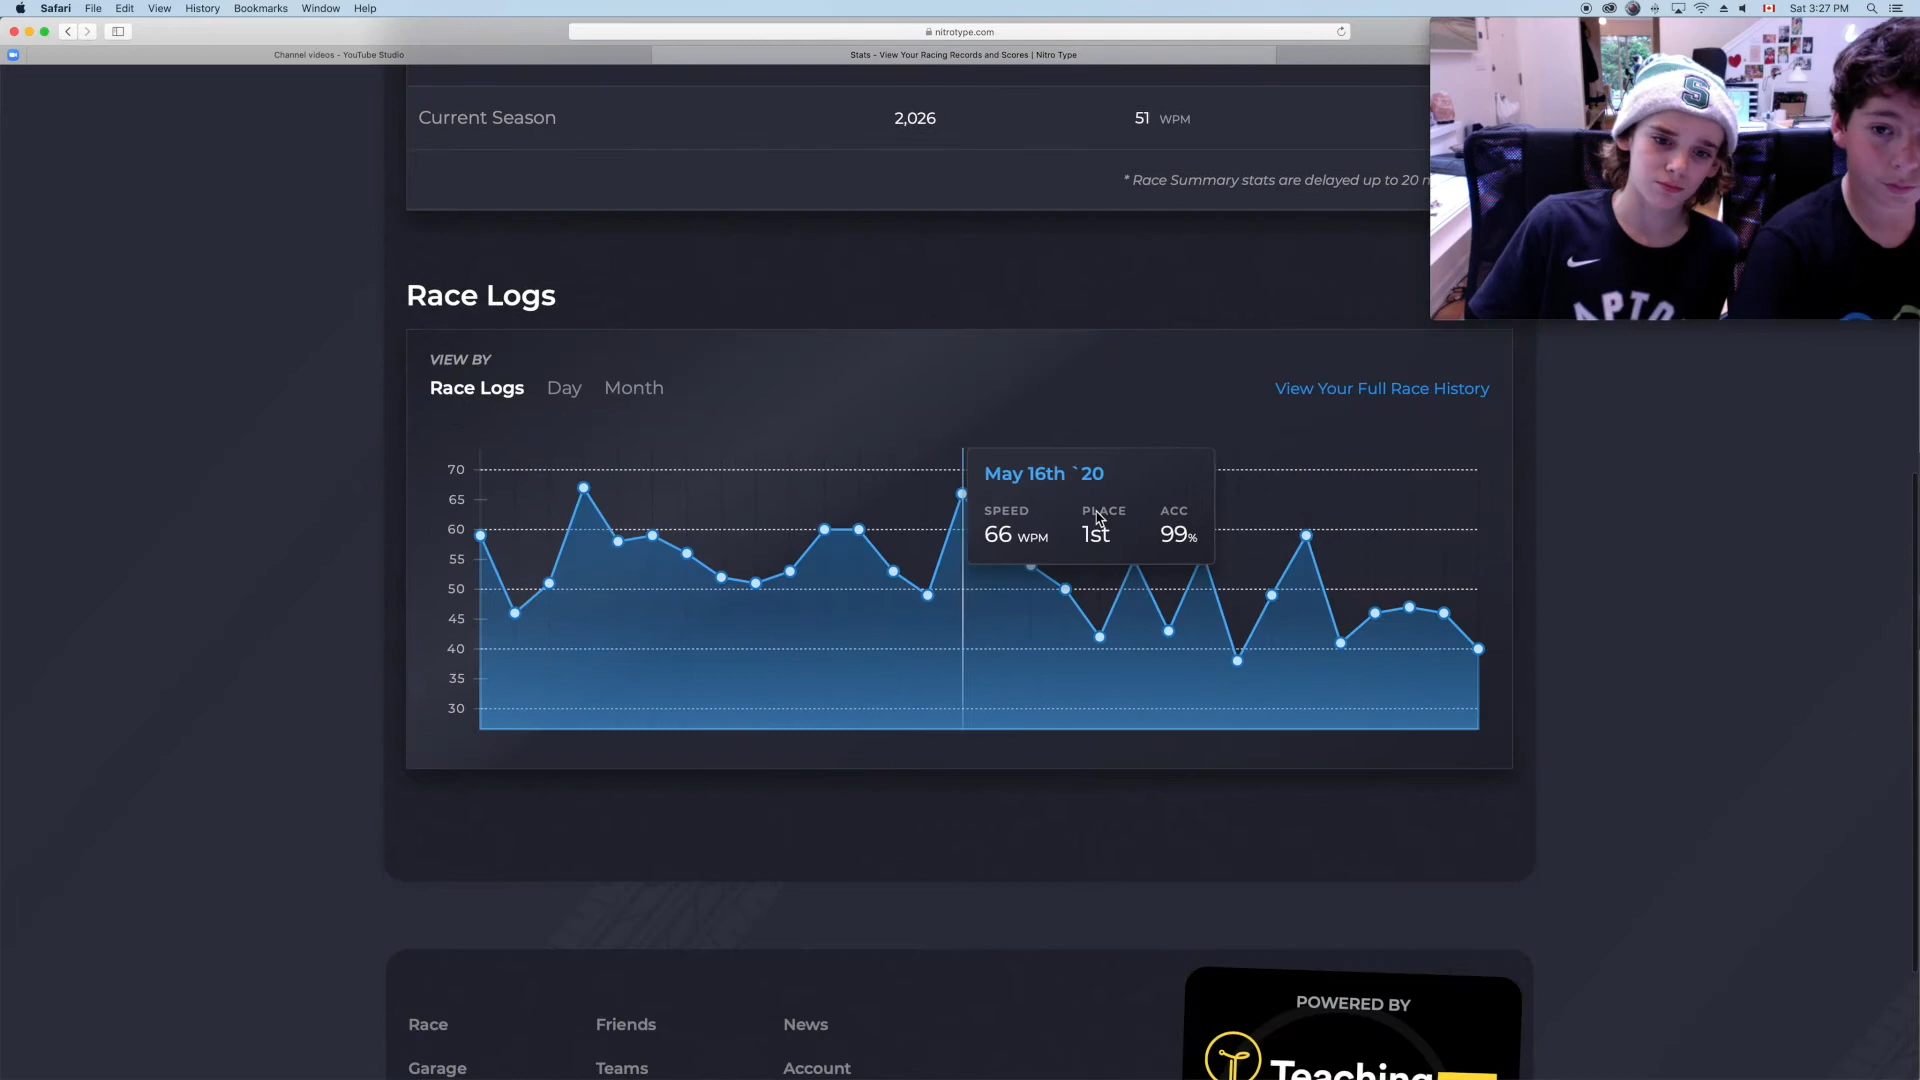 Safari File Edit View History Bookmarks Window Help Sat 3:27 PM
nitrotype.com
Channel videos - YouTube Studio Stats - View Your Racing Records and Scores | Nitro Type
Current Season 2,026 51 WPM
* Race Summary stats are delayed up to 20
S
APTO
Race Logs
VIEW BY
Race Logs Day Month View Your Full Race History
70
65
60
55
50
45
40
35
30
May 16th `20
SPEED PLACE ACC
66 WPM 1st 99%
POWERED BY
Teaching
Race Friends News
Garage Teams Account